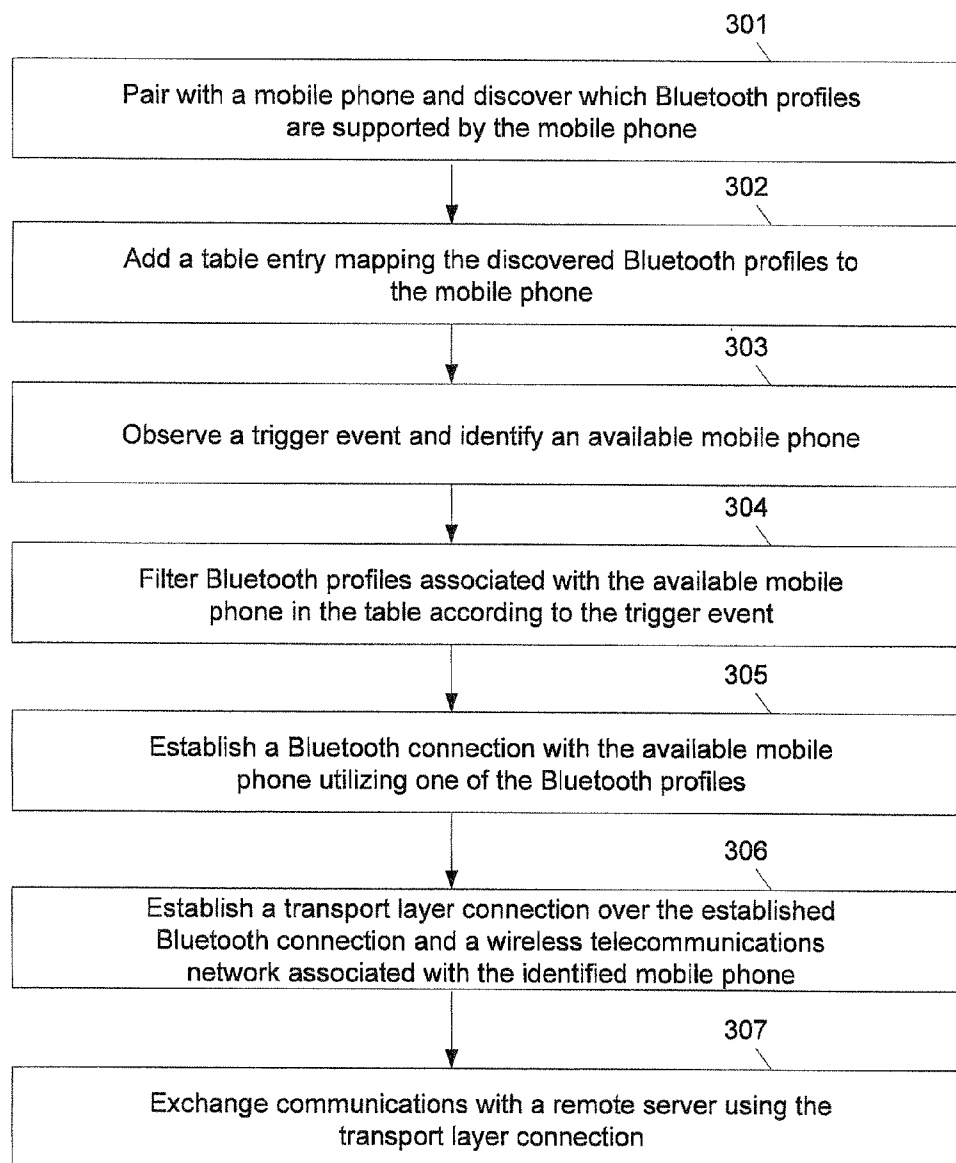 301
Pair with a mobile phone and discover which Bluetooth profiles
are supported by the mobile phone
302
Add a table entry mapping the discovered Bluetooth profiles to
the mobile phone
303
Observe a trigger event and identify an available mobile phone
304
Filter Bluetooth profiles associated with the available mobile
phone in the table according to the trigger event
305
Establish a Bluetooth connection with the available mobile
phone utilizing one of the Bluetooth profiles
306
Establish a transport layer connection over the established
Bluetooth connection and a wireless telecommunications
network associated with the identified mobile phone
307
Exchange communications with a remote server using the
transport layer connection